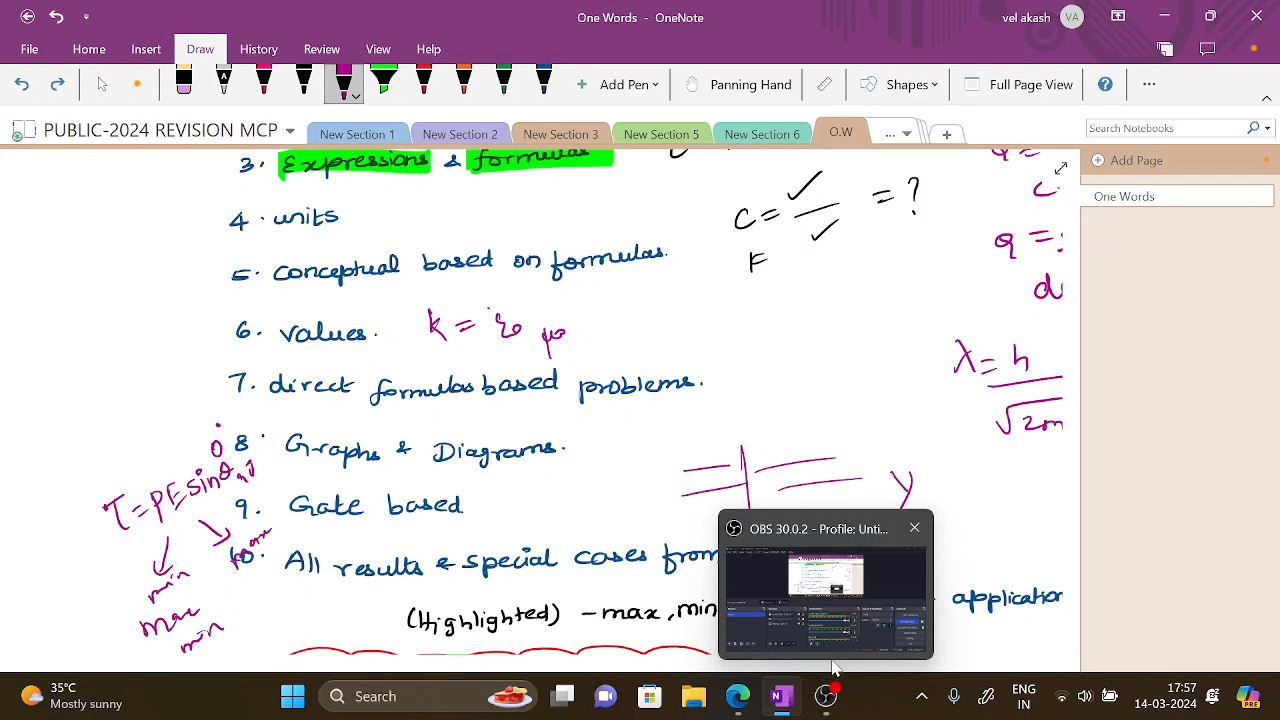 One Words - OneNote
vel akash VA
File Home Insert Draw History Review View Help
Add Pen Panning Hand Shapes Full Page View
PUBLIC-2024 REVISION MCP New Section 1 New Section 2 New Section 3 New Section 5 New Section 6 O.W ... Search Notebooks
Add Page
One Words
3. Expressions & formulas
C = ✓/✓ = ?
F
4. units
5. conceptual based on formulas.
q =
6. values. K =
7. direct formulas based problems.
λ = h
√2m
8. Graphs & Diagrams.
τ = PE sinθ
9. Gate based
y
10. All results & special cases from
min
max
(Highlighted) - max, min
application
OBS 30.0.2 - Profile: Unti...
35°C
Mostly sunny
Search
ENG
IN
17:57
14-03-2024
PRE